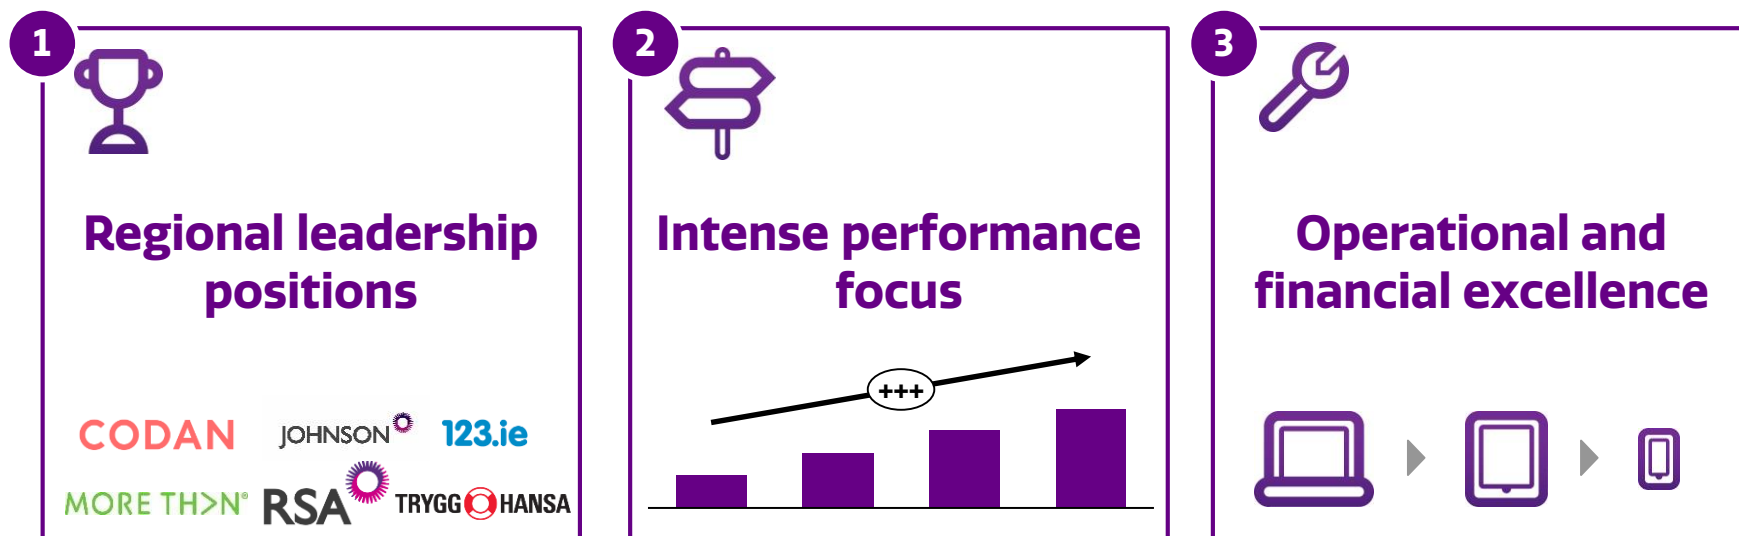 1
Regional leadership
positions
CODAN JOHNSON 123.ie
MORE TH>N® RSA TRYGG HANSA
2
Intense performance
focus
+++
3
Operational and
financial excellence